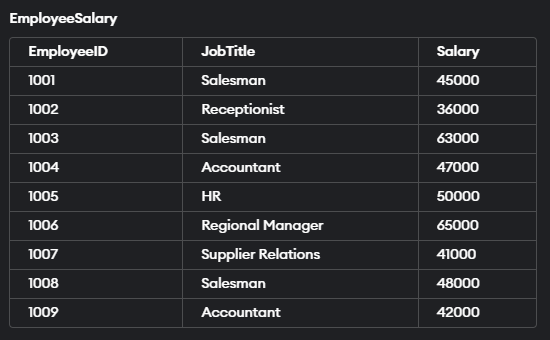 EmployeeSalary
EmployeeID JobTitle Salary
1001 Salesman 45000
1002 Receptionist 36000
1003 Salesman 63000
1004 Accountant 47000
1005 HR 50000
1006 Regional Manager 65000
1007 Supplier Relations 41000
1008 Salesman 48000
1009 Accountant 42000